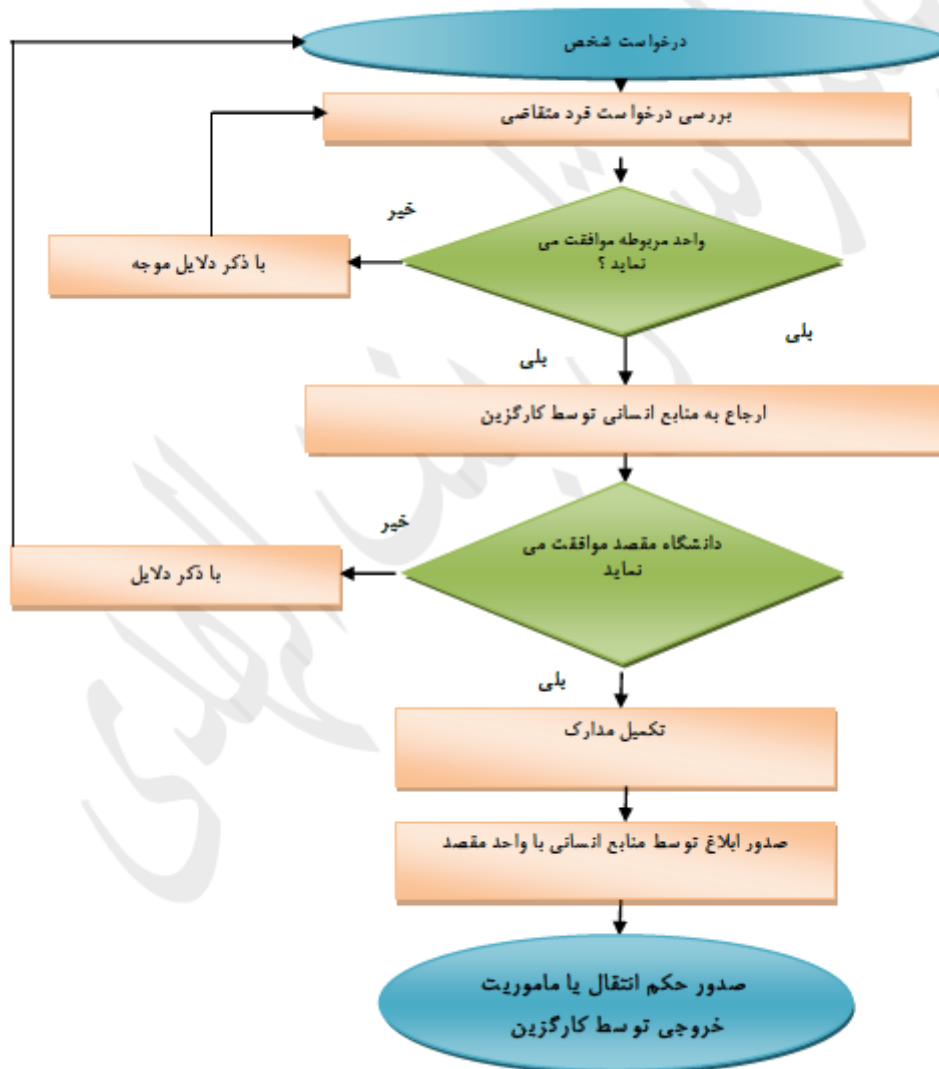 درخواست شخص
بررسی درخواست فرد متقاضی
خیر
واحد مربوطه موافقت می
نماید ؟
با ذکر دلایل موجه
بلی
بلی
ارجاع به منابع انسانی توسط کارگزین
خیر
دانشگاه مقصد موافقت می
نماید
با ذکر دلایل
بلی
تکمیل مدارک
صدور ابلاغ توسط منابع انسانی با واحد مقصد
صدور حکم انتقال یا ماموریت
خروجی توسط کارگزین